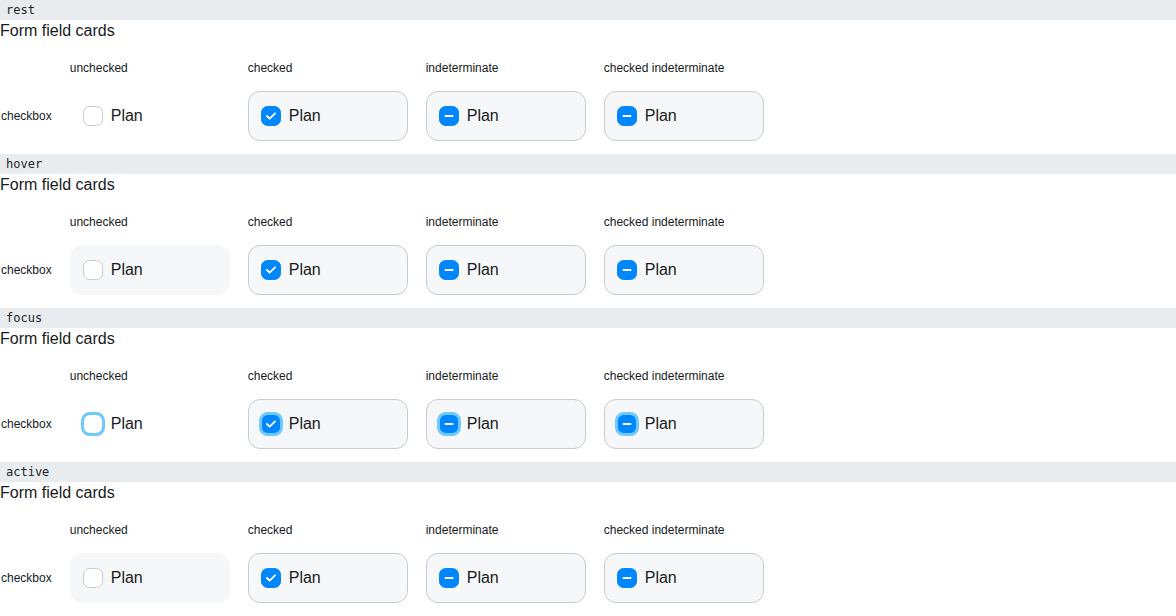 rest
Form field cards
unchecked checked indeterminate checked indeterminate
checkbox Plan Plan Plan Plan
hover
Form field cards
unchecked checked indeterminate checked indeterminate
checkbox Plan Plan Plan Plan
focus
Form field cards
unchecked checked indeterminate checked indeterminate
checkbox Plan Plan Plan Plan
active
Form field cards
unchecked checked indeterminate checked indeterminate
checkbox Plan Plan Plan Plan